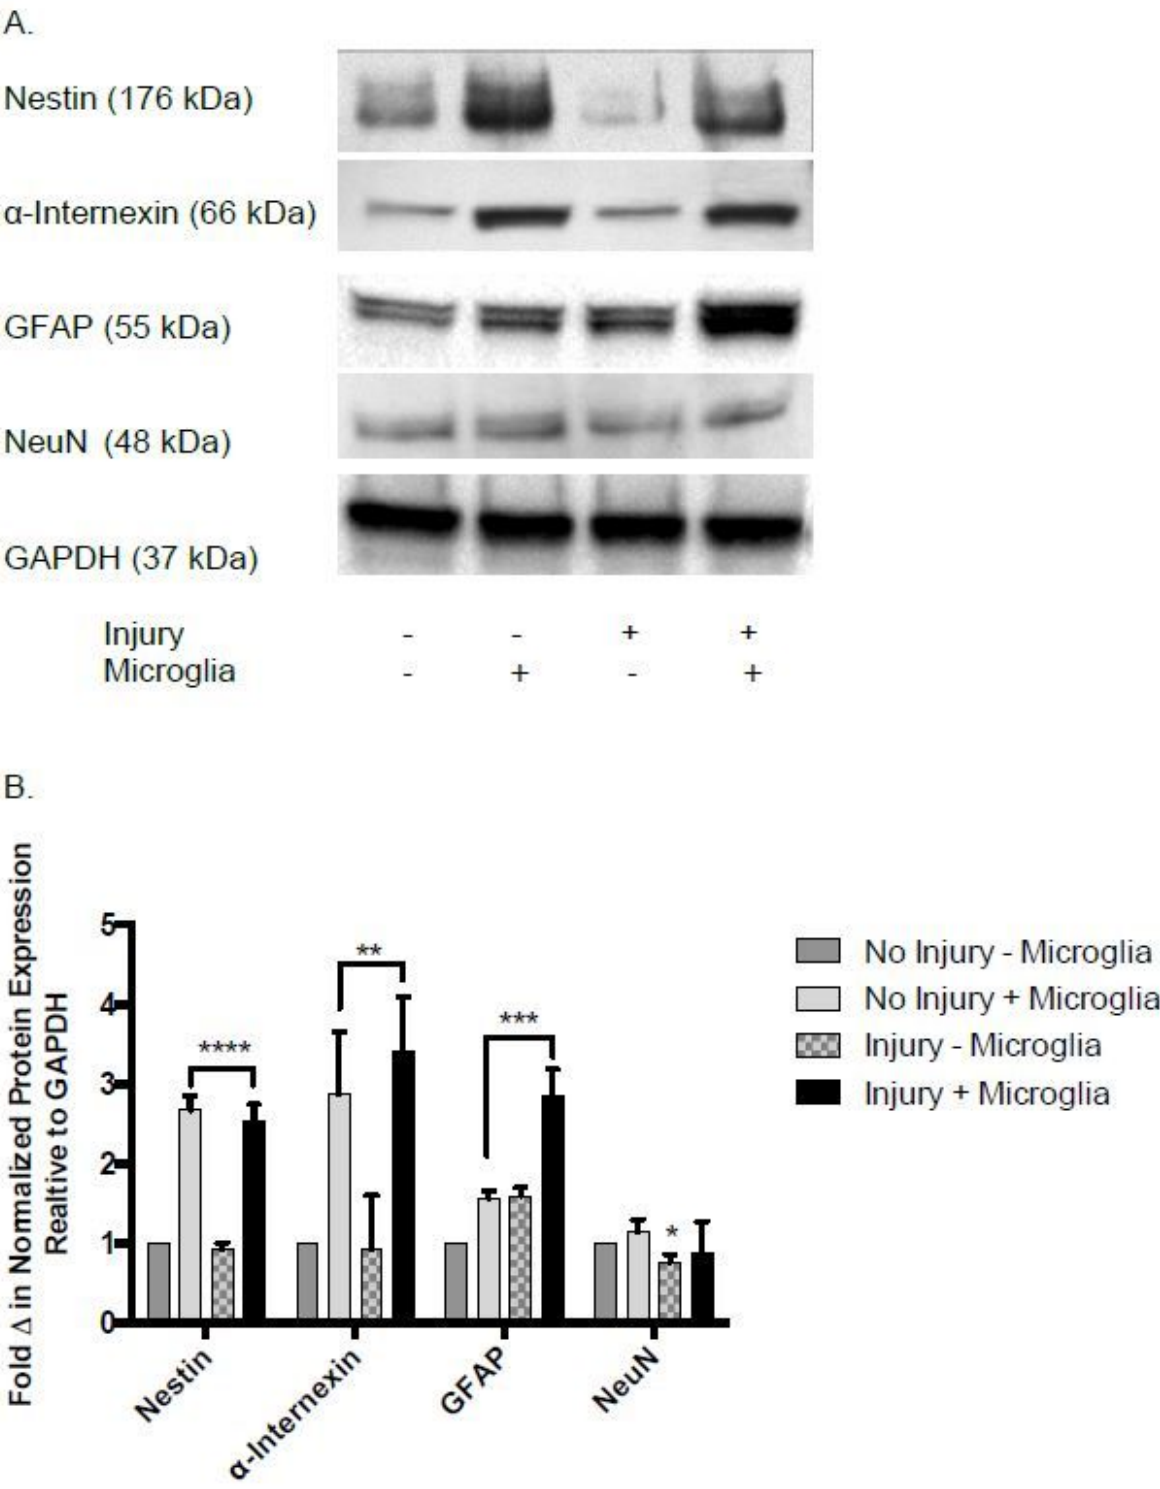 A.
Nestin (176 kDa)
α-Internexin (66 kDa)
GFAP (55 kDa)
NeuN (48 kDa)
GAPDH (37 kDa)
Injury - - + +
Microglia - + - +
B.
Fold Δ in Normalized Protein Expression
Realtive to GAPDH
5
4
3
2
1
0
****
**
***
*
Nestin
α-Internexin
GFAP
NeuN
No Injury - Microglia
No Injury + Microglia
Injury - Microglia
Injury + Microglia